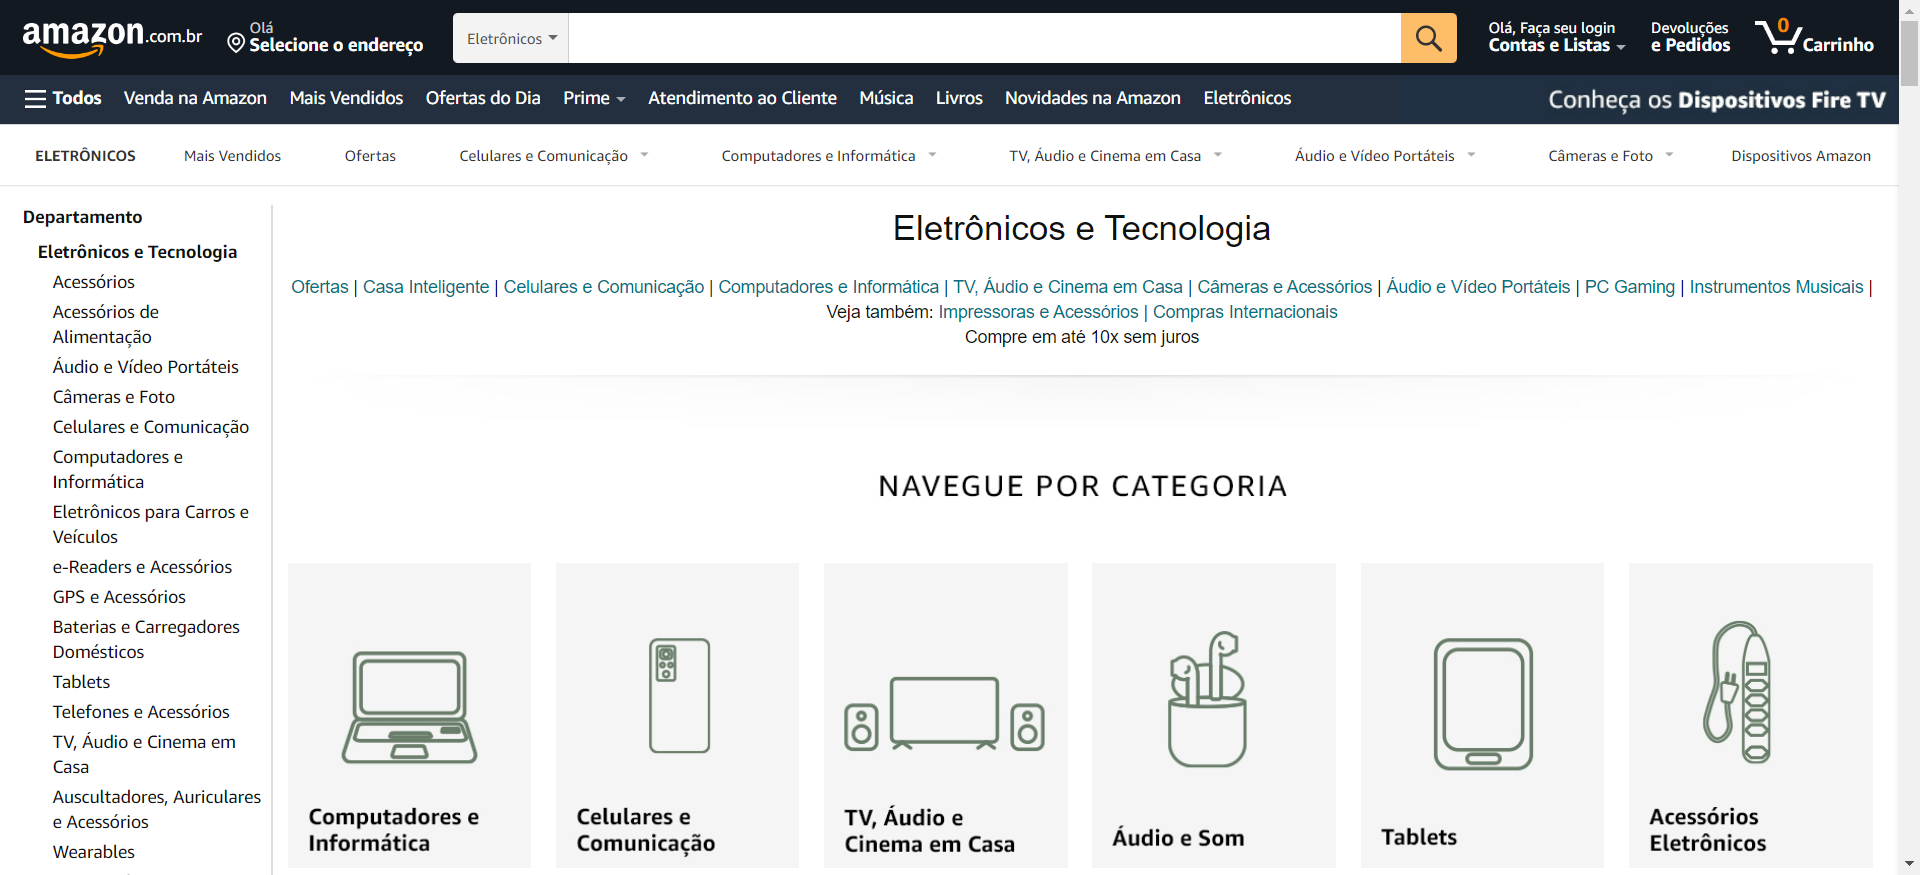 amazon.com.br
Olá
Selecione o endereço
Eletrônicos
Olá, Faça seu login
Contas e Listas
Devoluções
e Pedidos
0
Carrinho
Todos
Venda na Amazon
Mais Vendidos
Ofertas do Dia
Prime
Atendimento ao Cliente
Música
Livros
Novidades na Amazon
Eletrônicos
Conheça os Dispositivos Fire TV
ELETRÔNICOS
Mais Vendidos
Ofertas
Celulares e Comunicação
Computadores e Informática
TV, Áudio e Cinema em Casa
Áudio e Vídeo Portáteis
Câmeras e Foto
Dispositivos Amazon
Departamento
Eletrônicos e Tecnologia
Acessórios
Acessórios de
Alimentação
Áudio e Vídeo Portáteis
Câmeras e Foto
Celulares e Comunicação
Computadores e
Informática
Eletrônicos para Carros e
Veículos
e-Readers e Acessórios
GPS e Acessórios
Baterias e Carregadores
Domésticos
Tablets
Telefones e Acessórios
TV, Áudio e Cinema em
Casa
Auscultadores, Auriculares
e Acessórios
Wearables
Eletrônicos e Tecnologia
Ofertas | Casa Inteligente | Celulares e Comunicação | Computadores e Informática | TV, Áudio e Cinema em Casa | Câmeras e Acessórios | Áudio e Vídeo Portáteis | PC Gaming | Instrumentos Musicais |
Veja também: Impressoras e Acessórios | Compras Internacionais
Compre em até 10x sem juros
NAVEGUE POR CATEGORIA
Computadores e
Informática
Celulares e
Comunicação
TV, Áudio e
Cinema em Casa
Áudio e Som
Tablets
Acessórios
Eletrônicos